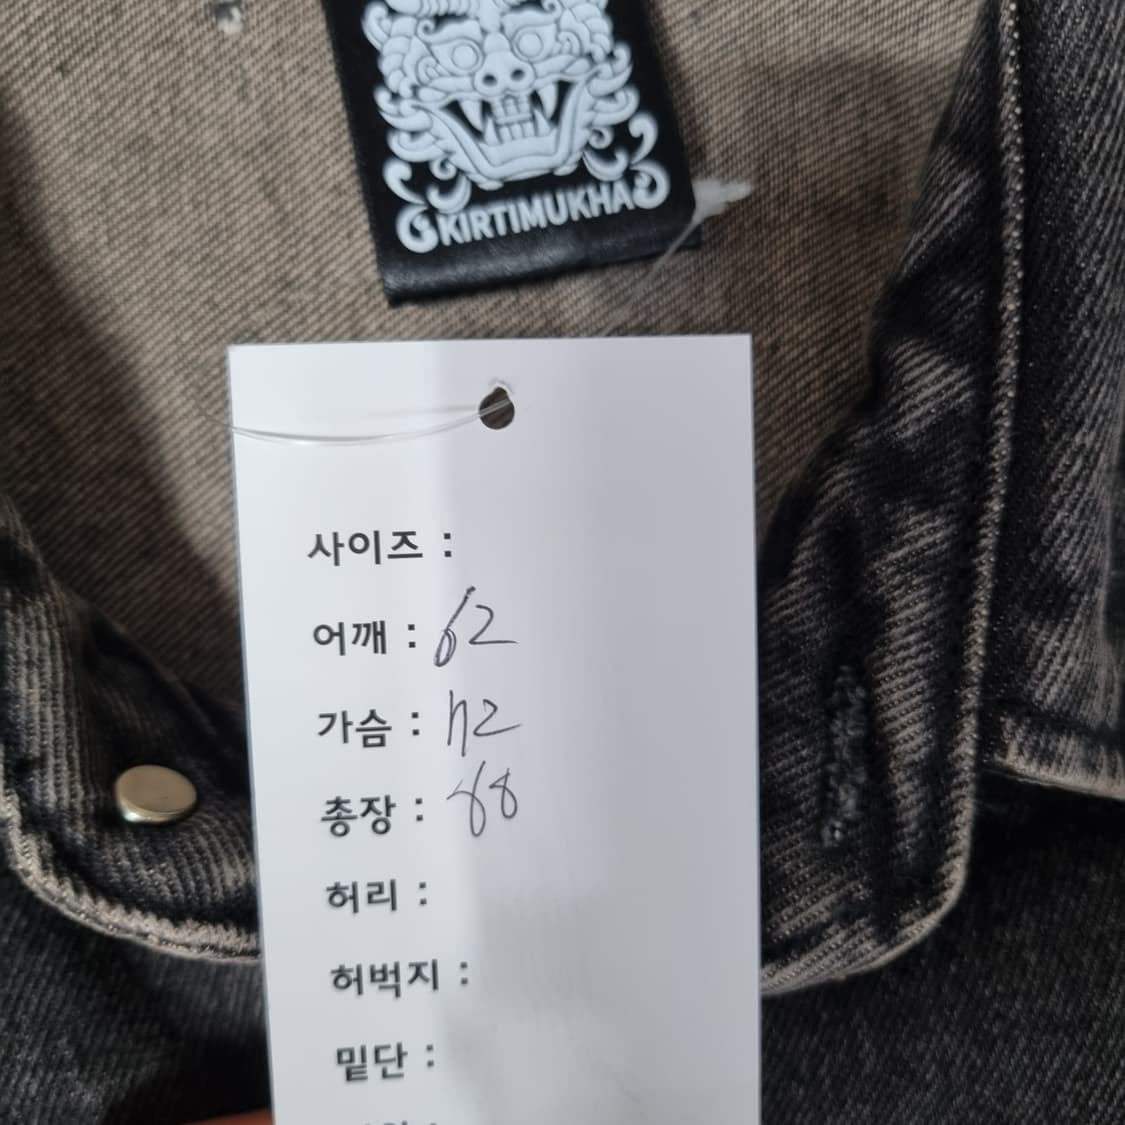 KIRTIMUKHA
사이즈 :
어깨 : 62
가슴 : 72
총장 : 68
허리 :
허벅지 :
밑단 :